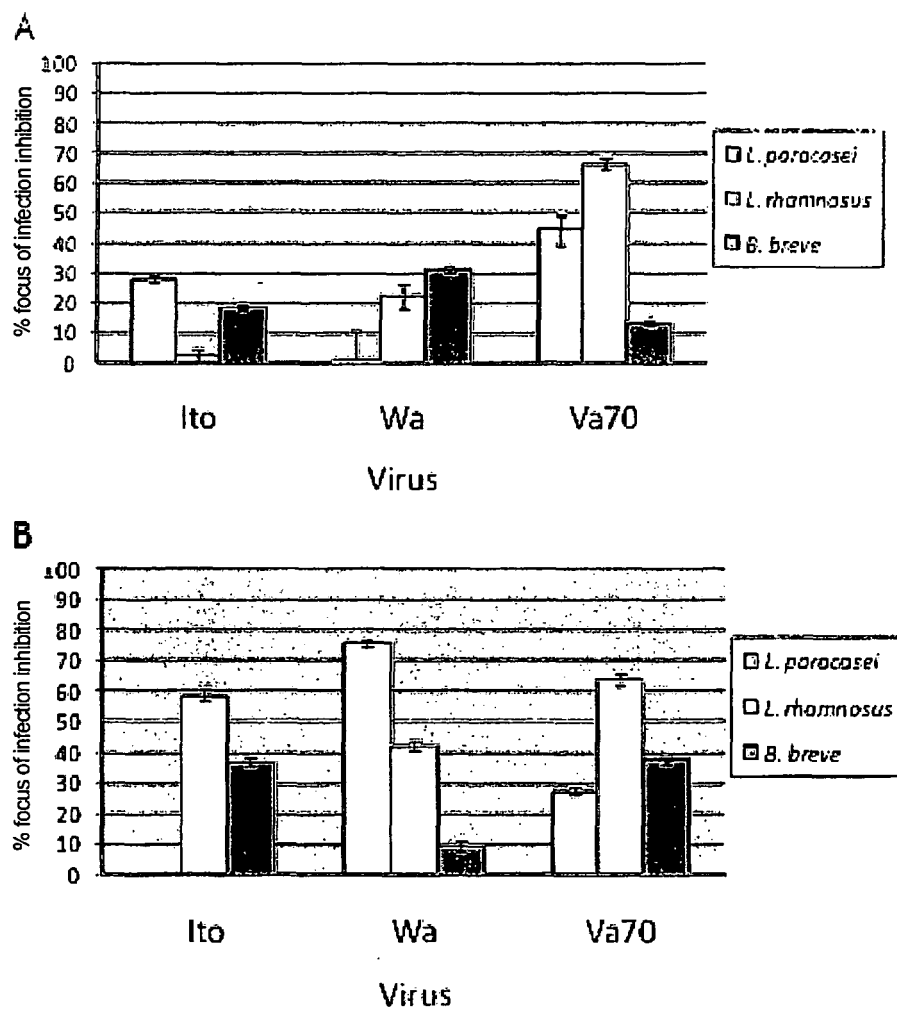 A
100
90
80
70
60
50
40
30
20
10
0
% focus of infection inhibition
Ito
Wa
Va70
Virus
L. paracasei
L. rhamnosus
B. breve
B
100
90
80
70
60
50
40
30
20
10
0
% focus of infection inhibition
Ito
Wa
Va70
Virus
L. paracasei
L. rhamnosus
B. breve